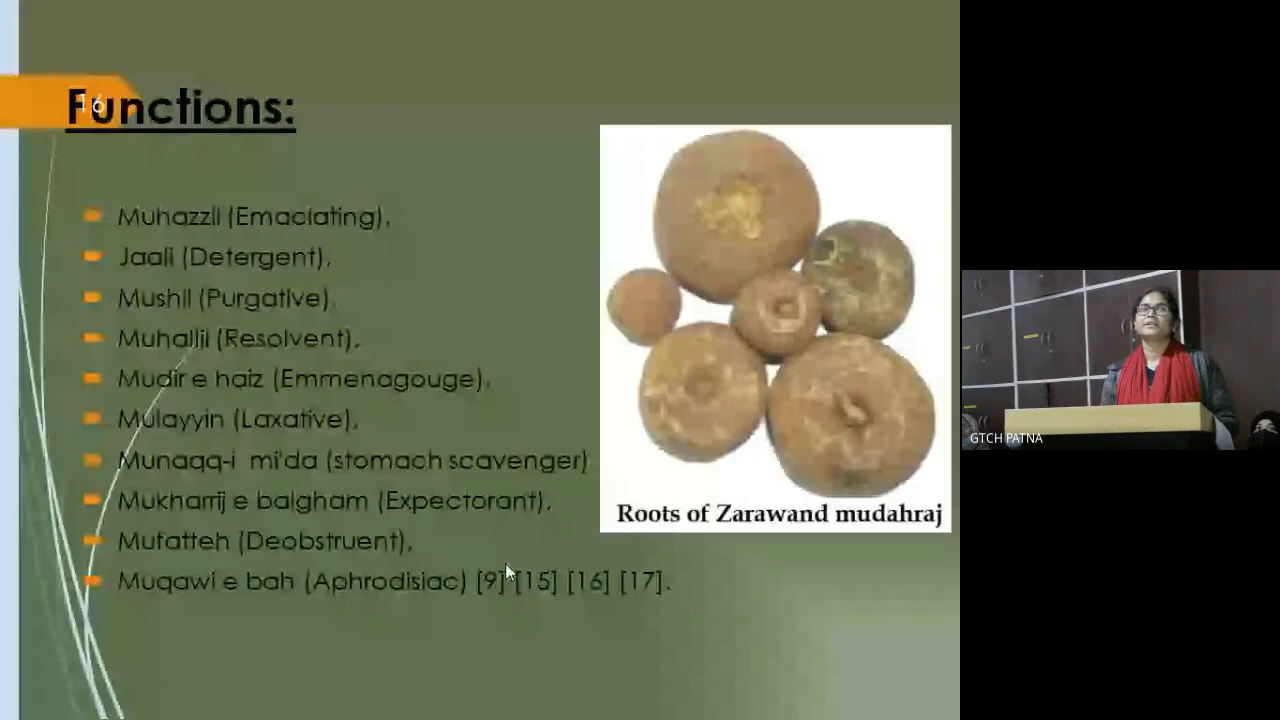 16
Functions:
Muhazzil (Emaciating),
Jaali (Detergent),
Mushil (Purgative),
Muhallil (Resolvent),
Mudir e haiz (Emmenagouge),
Mulayyin (Laxative),
Munaqq-i mi'da (stomach scavenger)
Mukharrij e balgham (Expectorant),
Mufatteh (Deobstruent),
Muqawi e bah (Aphrodisiac) [9] [15] [16] [17].
Roots of Zarawand mudahraj
GTCH PATNA